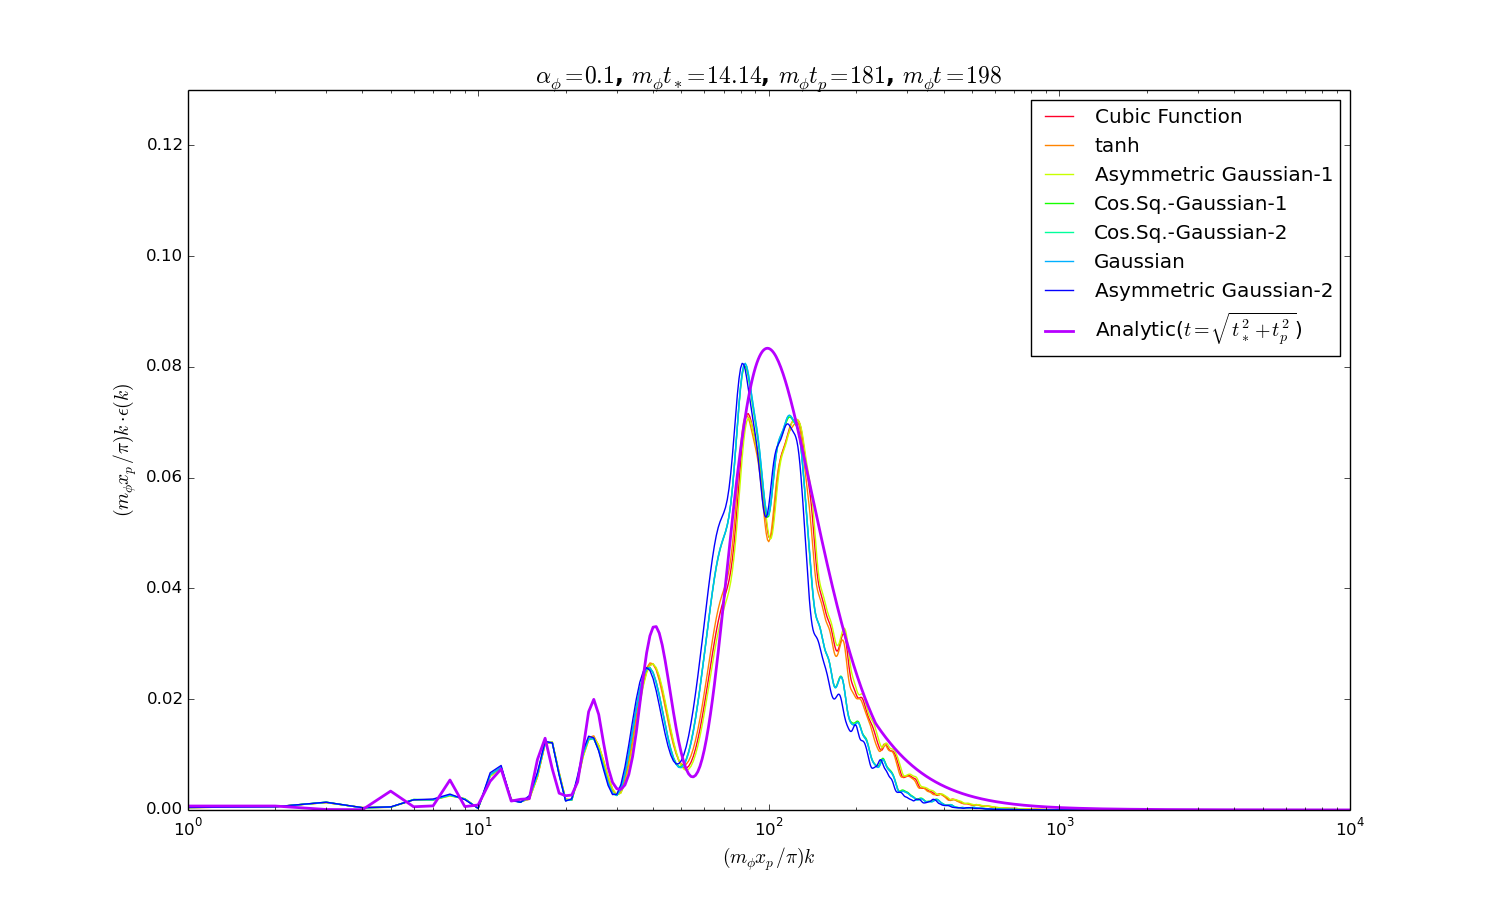 α_ϕ=0.1, m_ϕt_*=14.14, m_ϕt_p=181, m_ϕt=198
Cubic Function
tanh
Asymmetric Gaussian-1
Cos.Sq.-Gaussian-1
Cos.Sq.-Gaussian-2
Gaussian
Asymmetric Gaussian-2
Analytic(t=√(t_*^2+t_p^2))
0.12
0.10
0.08
0.06
0.04
0.02
0.00
(m_ϕx_p/π)k·ϵ(k)
10^0 10^1 10^2 10^3 10^4
(m_ϕx_p/π)k